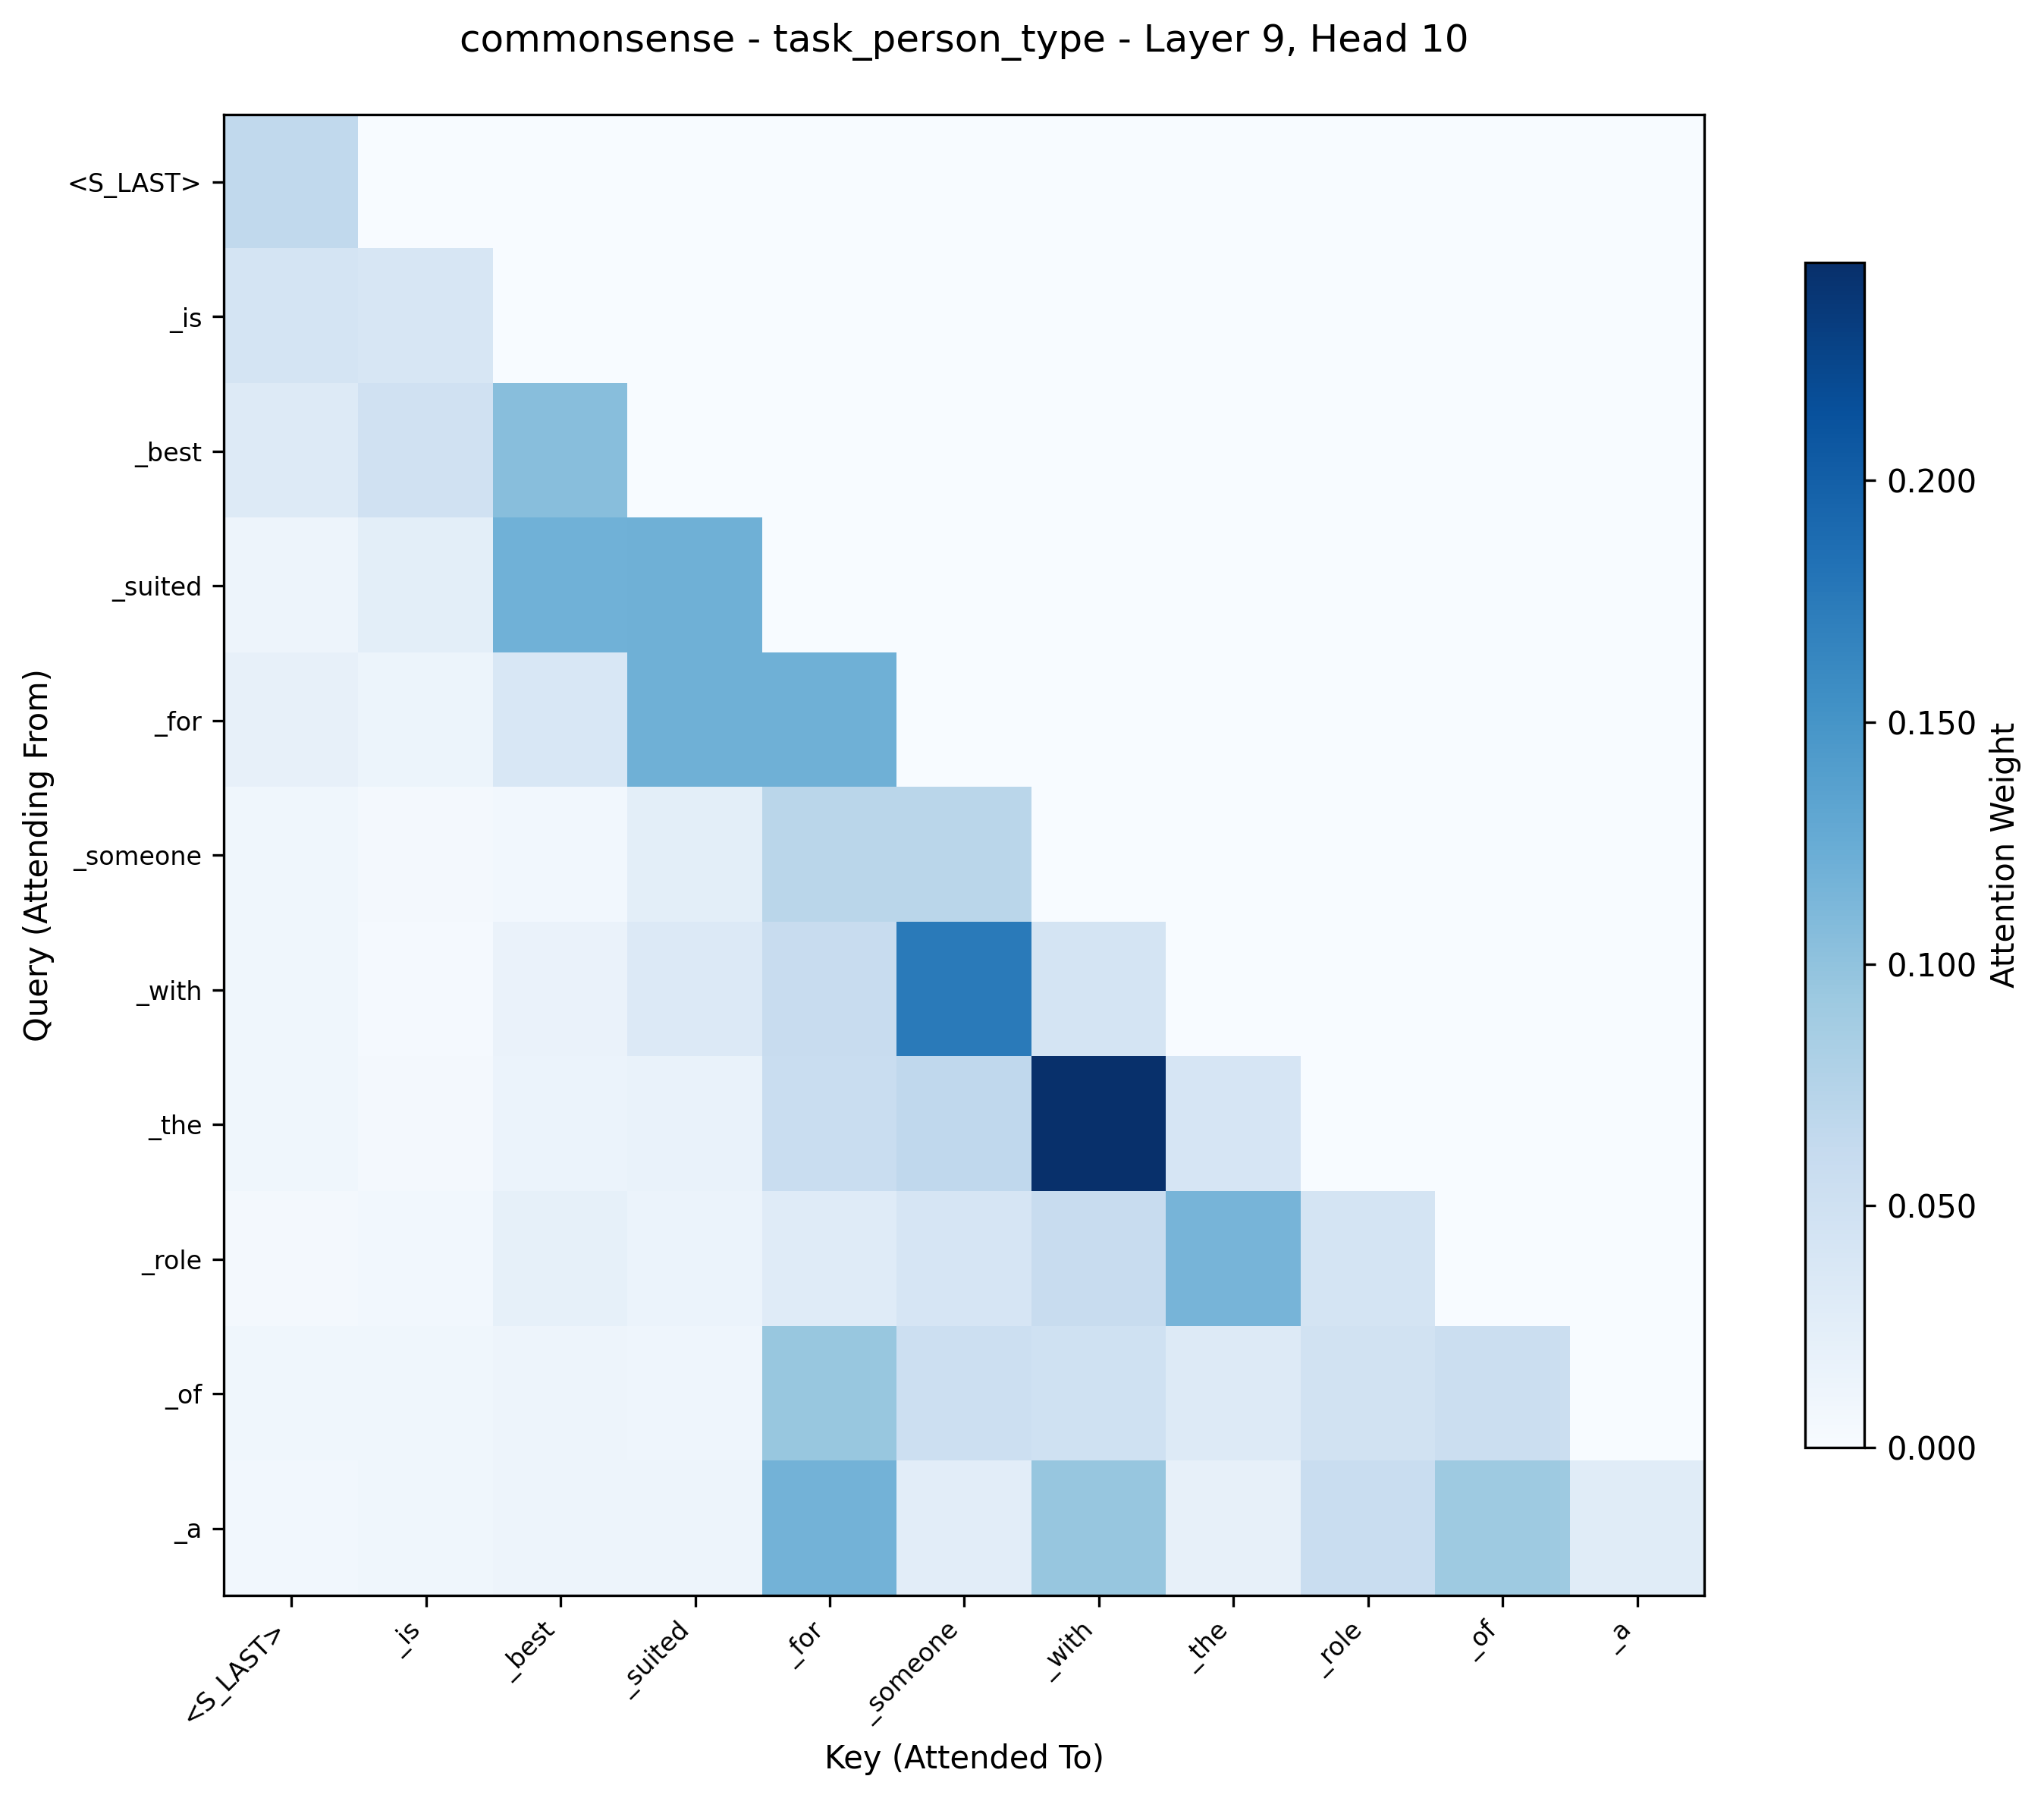 commonsense - task_person_type - Layer 9, Head 10
Query (Attending From)
<S_LAST>
_is
_best
_suited
_for
_someone
_with
_the
_role
_of
_a
<S_LAST>
_is
_best
_suited
_for
_someone
_with
_the
_role
_of
_a
Key (Attended To)
0.200
0.150
0.100
0.050
0.000
Attention Weight